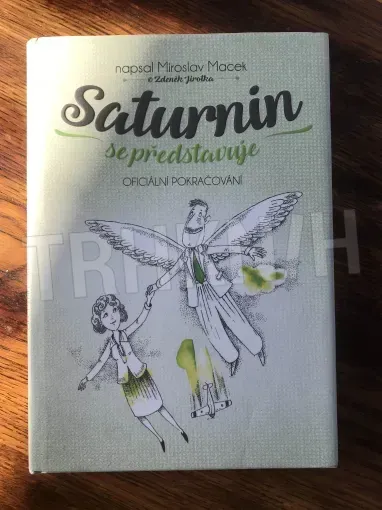 napsal Miroslav Macek
& Zdeněk Jirotka
Saturnin
se představuje
OFICIÁLNÍ POKRAČOVÁNÍ